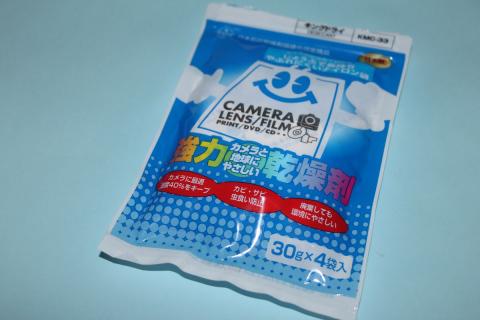 キングドライ
KMC-33
CAMERA
LENS/FILM
PRINT/DVD/CD‥
強力
カメラと
地球に
やさしい
乾燥剤
カメラに最適
湿度40%をキープ
カビ・サビ
虫食い防止
廃棄しても
環境にやさしい
30g×4袋入